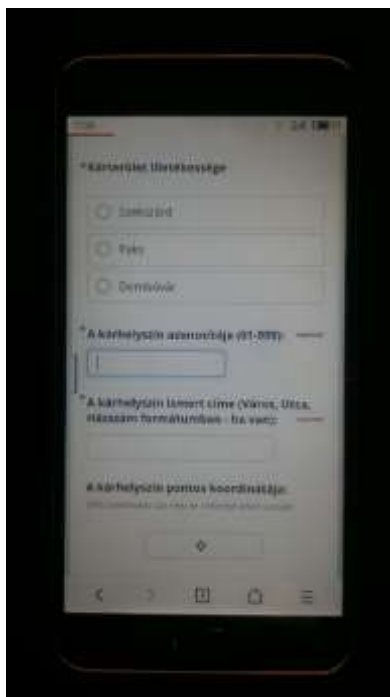 *Kárterület illetékessége
Szekszárd
Paks
Dombóvár
*A kárhelyszín azonosítója (01-999):
*A kárhelyszín ismert címe (Város, Utca,
Házszám formátumban - ha van):
A kárhelyszín pontos koordinátája: